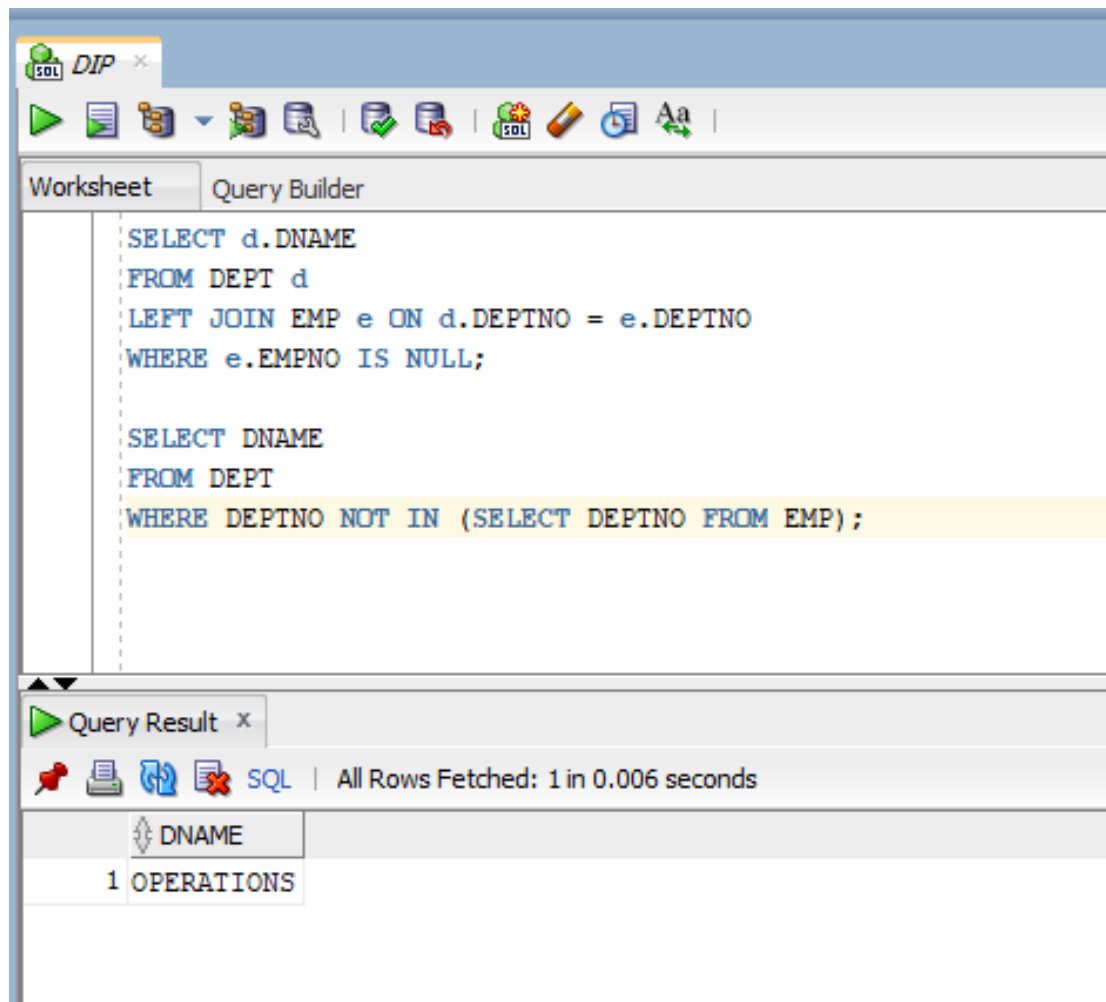 DIP
Worksheet Query Builder
SELECT d.DNAME
FROM DEPT d
LEFT JOIN EMP e ON d.DEPTNO = e.DEPTNO
WHERE e.EMPNO IS NULL;
SELECT DNAME
FROM DEPT
WHERE DEPTNO NOT IN (SELECT DEPTNO FROM EMP);
Query Result x
SQL | All Rows Fetched: 1 in 0.006 seconds
DNAME
1 OPERATIONS